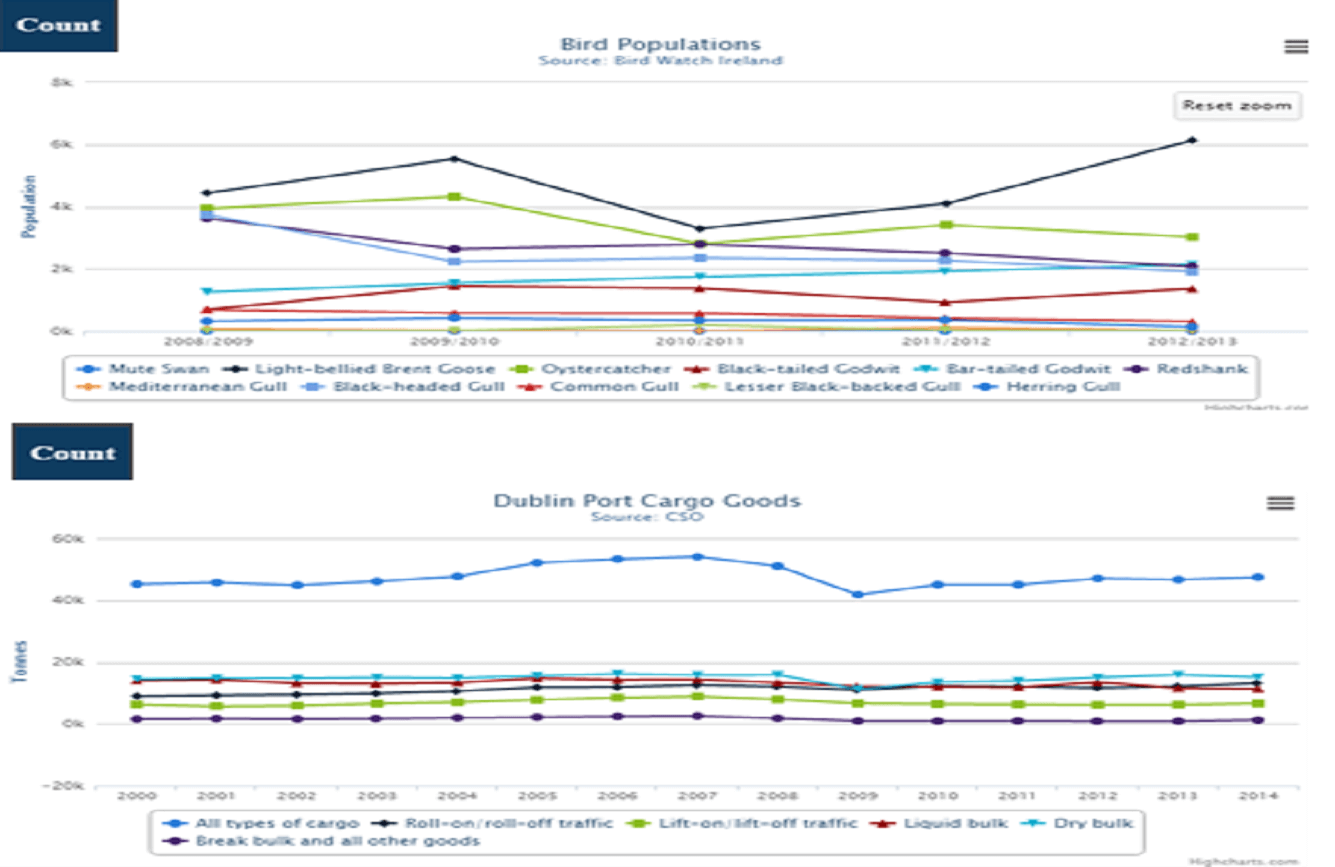 Count
Bird Populations
Source: Bird Watch Ireland
Reset zoom
8k
6k
4k
2k
0k
Population
2008/2009 2009/2010 2010/2011 2011/2012 2012/2013
Mute Swan Light-bellied Brent Goose Oystercatcher Black-tailed Godwit Bar-tailed Godwit Redshank
Mediterranean Gull Black-headed Gull Common Gull Lesser Black-backed Gull Herring Gull
Highcharts.com
Count
Dublin Port Cargo Goods
Source: CSO
60k
40k
20k
0k
-20k
Tonnes
2000 2001 2002 2003 2004 2005 2006 2007 2008 2009 2010 2011 2012 2013 2014
All types of cargo Roll-on/roll-off traffic Lift-on/lift-off traffic Liquid bulk Dry bulk
Break bulk and all other goods
Highcharts.com